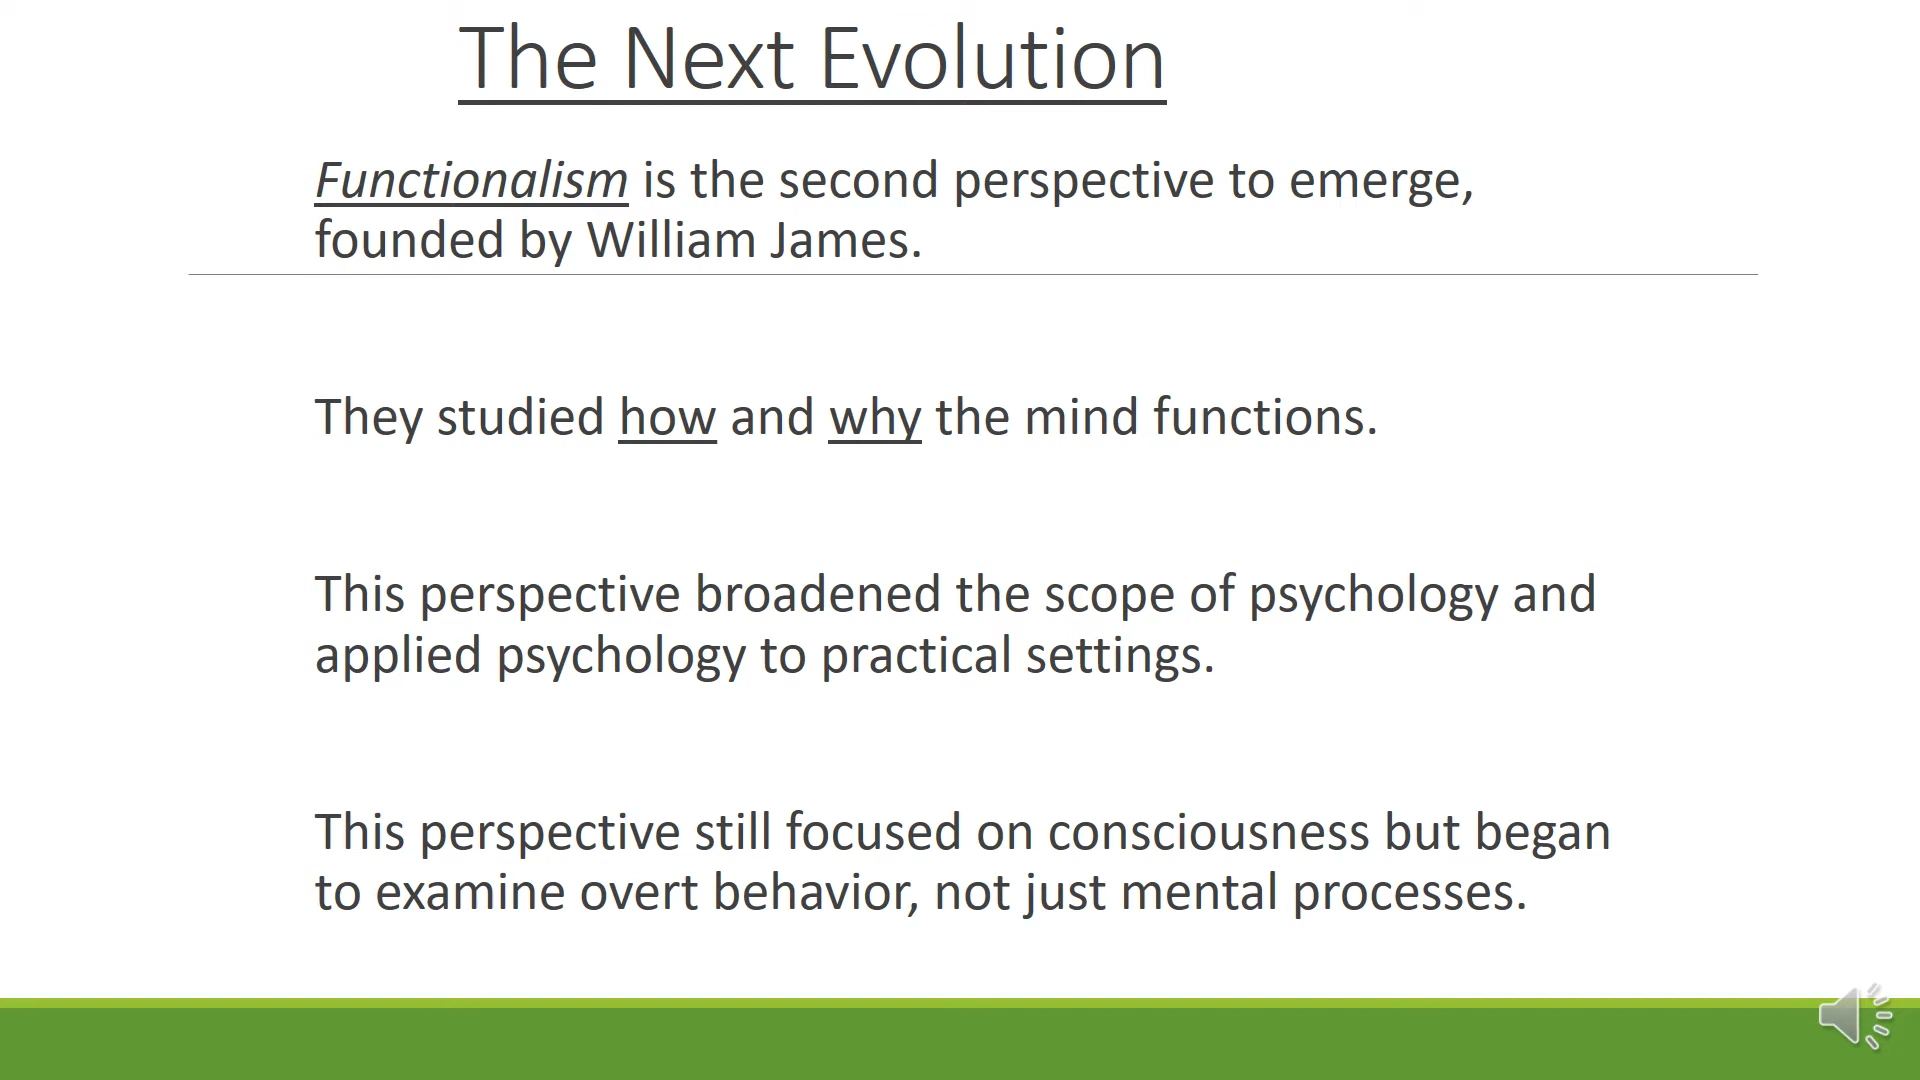 The Next Evolution
Functionalism is the second perspective to emerge,
founded by William James.
They studied how and why the mind functions.
This perspective broadened the scope of psychology and
applied psychology to practical settings.
This perspective still focused on consciousness but began
to examine overt behavior, not just mental processes.